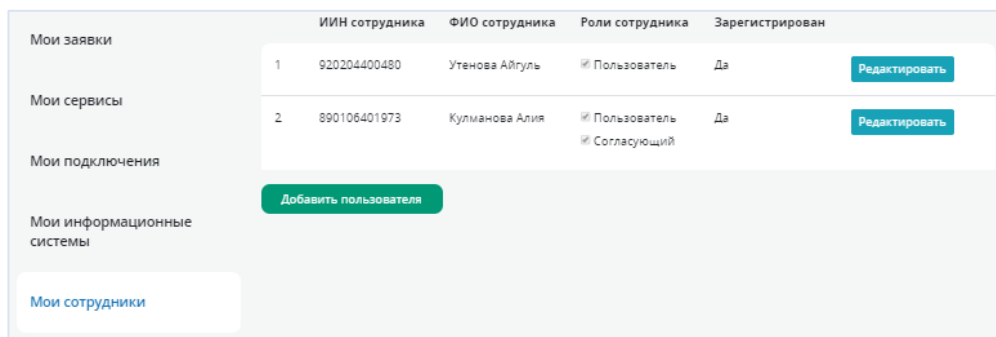 Мои заявки
Мои сервисы
Мои подключения
Мои информационные
системы
Мои сотрудники
ИИН сотрудника ФИО сотрудника Роли сотрудника Зарегистрирован
1 920204400480 Утенова Айгуль Пользователь Да Редактировать
2 890106401973 Кулманова Алия Пользователь Да Редактировать
Согласующий
Добавить пользователя